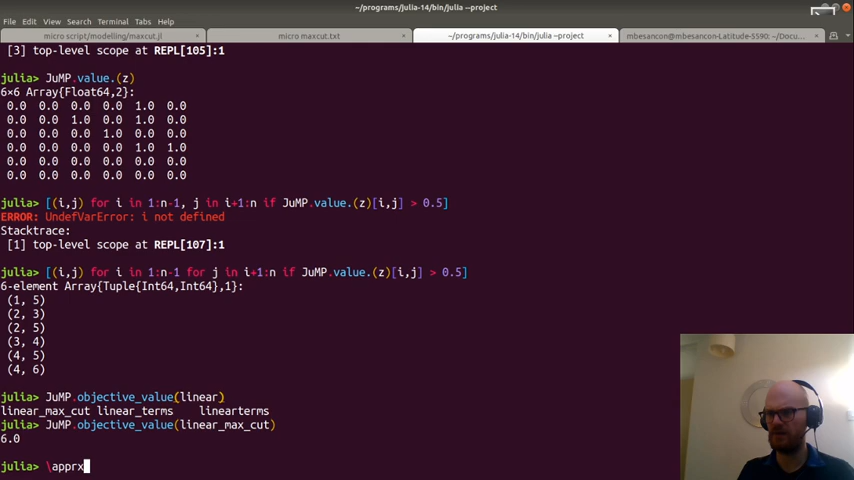 ~/programs/julia-14/bin/julia --project
File Edit View Search Terminal Tabs Help
micro script/modelling/maxcut.jl × micro maxcut.txt × ~/programs/julia-14/bin/julia --project × mbesancon@mbesancon-Latitude-5590: ~/Docu... ×
[3] top-level scope at REPL[105]:1
julia> JuMP.value.(z)
6×6 Array{Float64,2}:
0.0 0.0 0.0 0.0 1.0 0.0
0.0 0.0 1.0 0.0 1.0 0.0
0.0 0.0 0.0 1.0 0.0 0.0
0.0 0.0 0.0 0.0 1.0 1.0
0.0 0.0 0.0 0.0 0.0 0.0
0.0 0.0 0.0 0.0 0.0 0.0
julia> [(i,j) for i in 1:n-1, j in i+1:n if JuMP.value.(z)[i,j] > 0.5]
ERROR: UndefVarError: i not defined
Stacktrace:
[1] top-level scope at REPL[107]:1
julia> [(i,j) for i in 1:n-1 for j in i+1:n if JuMP.value.(z)[i,j] > 0.5]
6-element Array{Tuple{Int64,Int64},1}:
(1, 5)
(2, 3)
(2, 5)
(3, 4)
(4, 5)
(4, 6)
julia> JuMP.objective_value(linear)
linear_max_cut linear_terms linearterms
julia> JuMP.objective_value(linear_max_cut)
6.0
julia> \apprx